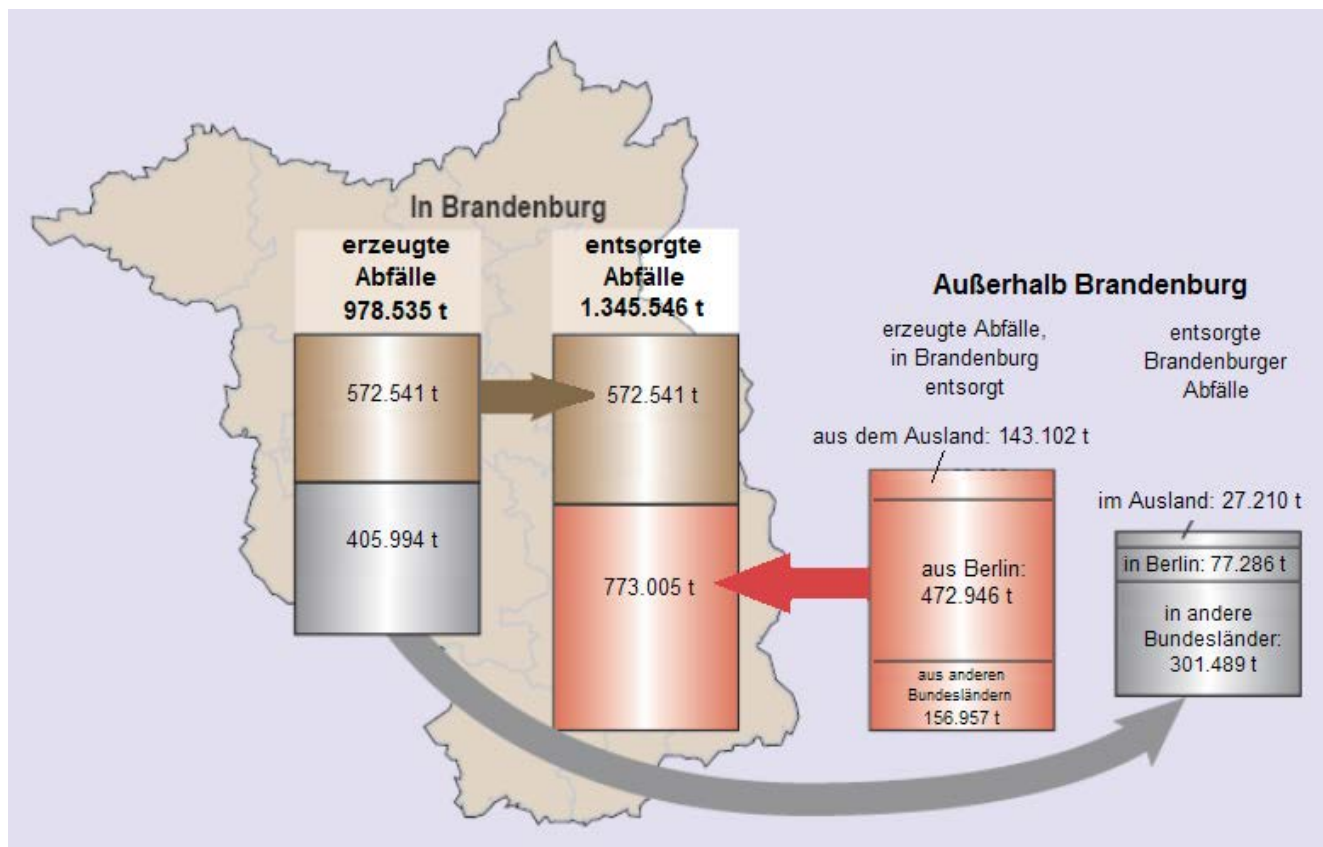 In Brandenburg
erzeugte
Abfälle
978.535 t
entsorgte
Abfälle
1.345.546 t
572.541 t
572.541 t
405.994 t
773.005 t
Außerhalb Brandenburg
erzeugte Abfälle,
in Brandenburg
entsorgt
entsorgte
Brandenburger
Abfälle
aus dem Ausland: 143.102 t
aus Berlin:
472.946 t
aus anderen
Bundesländern
156.957 t
im Ausland: 27.210 t
in Berlin: 77.286 t
in andere
Bundesländer:
301.489 t